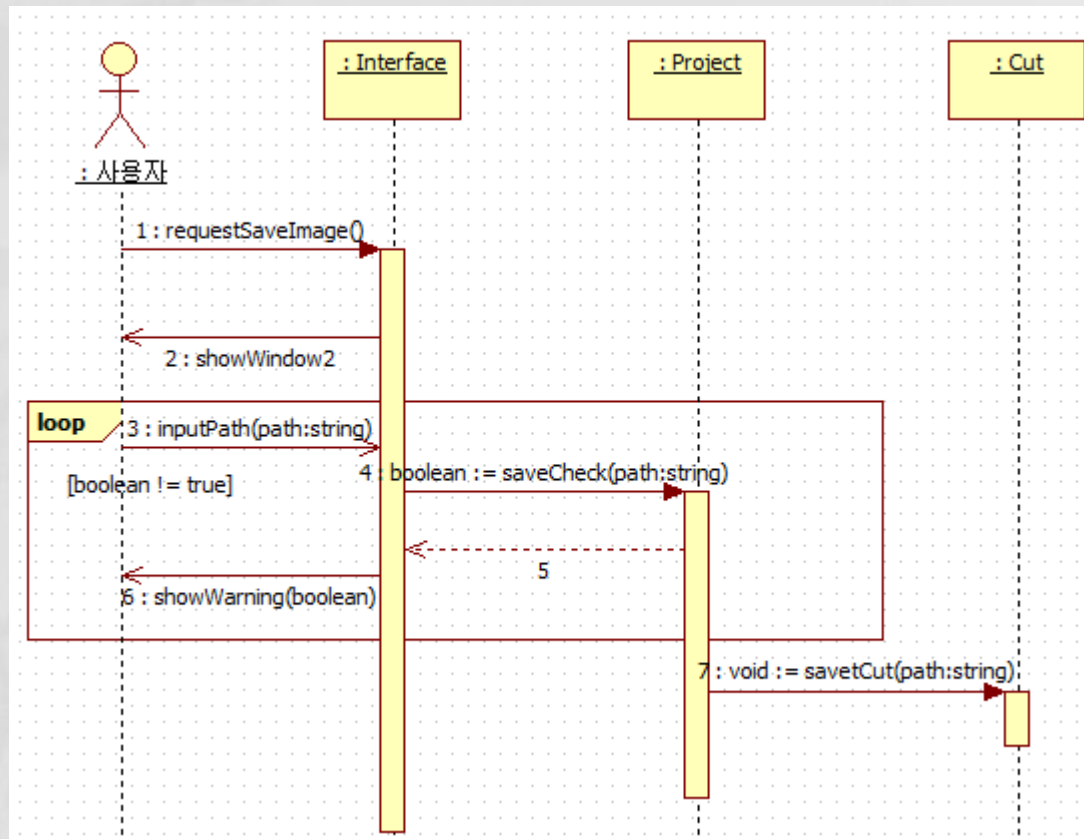 : Interface
: Project
: Cut
: 사용자
1 : requestSaveImage()
2 : showWindow2
loop
3 : inputPath(path:string)
[boolean != true]
4 : boolean := saveCheck(path:string)
5
6 : showWarning(boolean)
7 : void := savetCut(path:string)